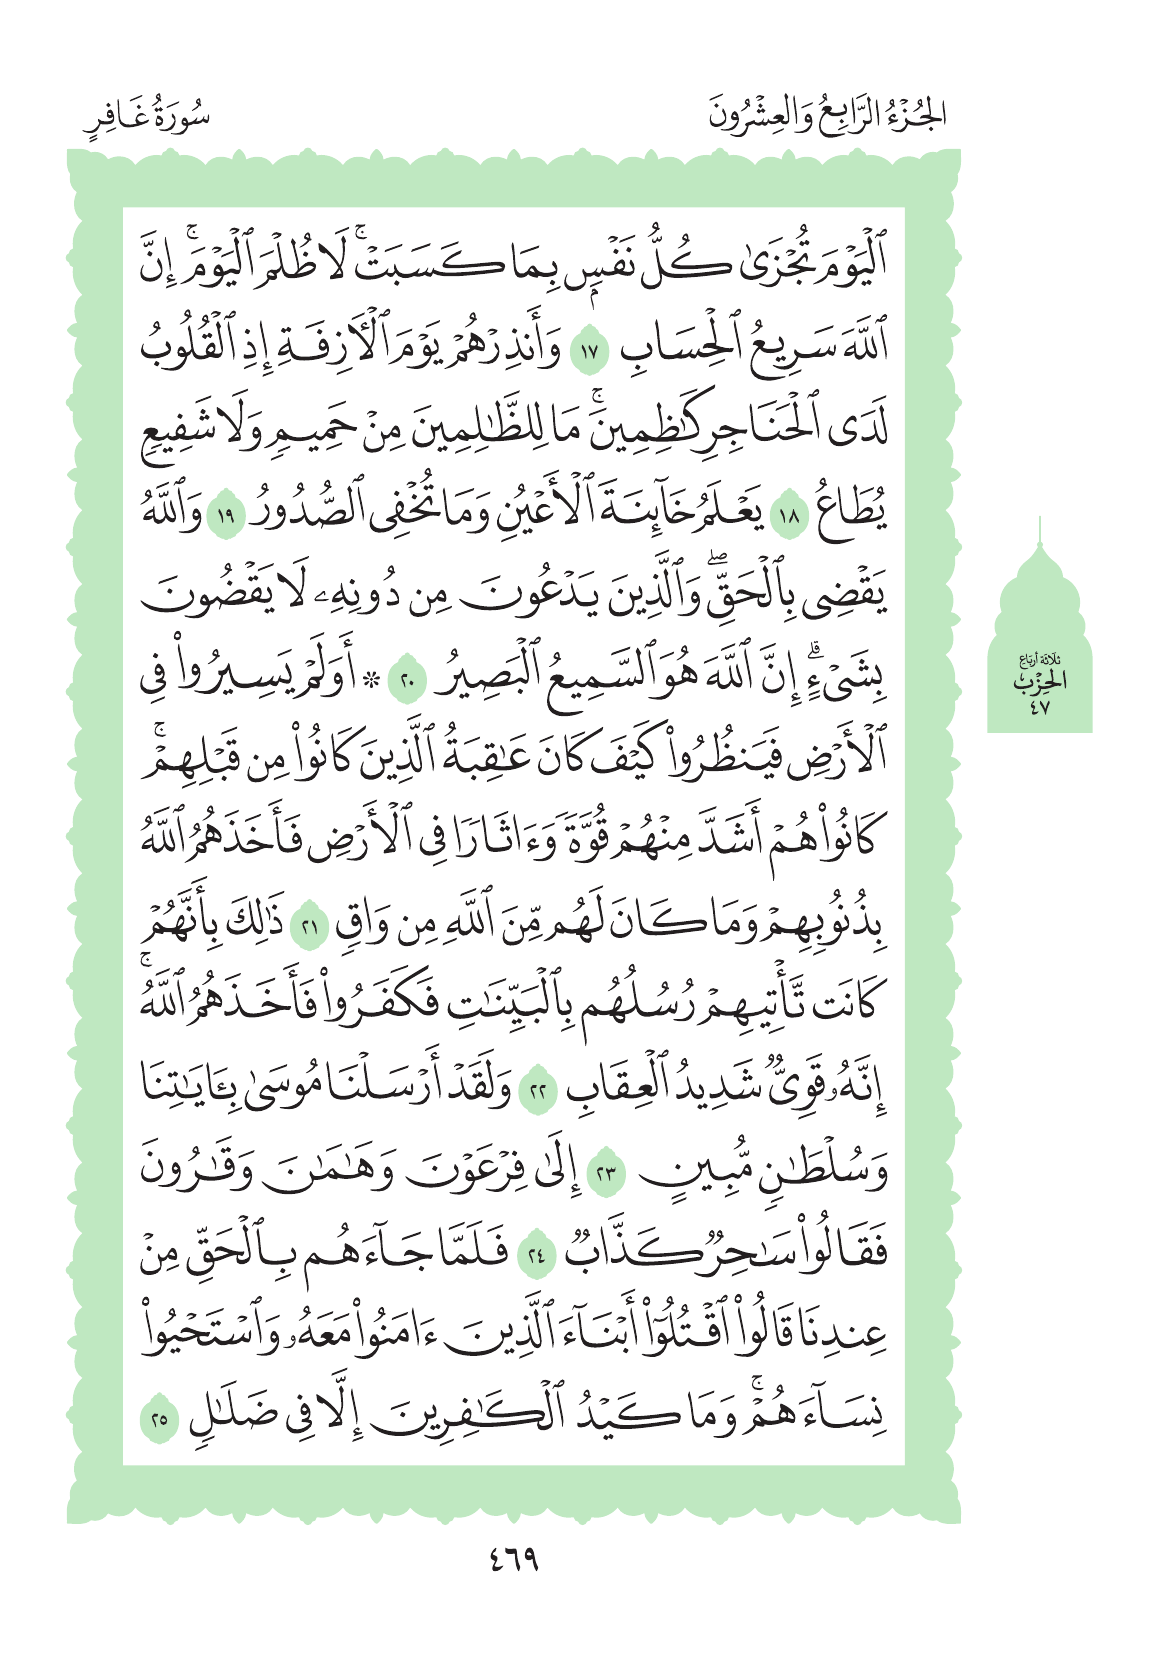 الجُزْءُ الرَّابِعُ وَالعِشْرُونَ
سُورَةُ غَافِرٍ
ٱلْيَوْمَ تُجْزَىٰ كُلُّ نَفْسٍۭ بِمَا كَسَبَتْۚ لَا ظُلْمَ ٱلْيَوْمَۚ إِنَّ
ٱللَّهَ سَرِيعُ ٱلْحِسَابِ ١٧ وَأَنذِرْهُمْ يَوْمَ ٱلْأٓزِفَةِ إِذِ ٱلْقُلُوبُ
لَدَى ٱلْحَنَاجِرِ كَٰظِمِينَۚ مَا لِلظَّٰلِمِينَ مِنْ حَمِيمٍ وَلَا شَفِيعٍ
يُطَاعُ ١٨ يَعْلَمُ خَآئِنَةَ ٱلْأَعْيُنِ وَمَا تُخْفِى ٱلصُّدُورُ ١٩ وَٱللَّهُ
يَقْضِى بِٱلْحَقِّۖ وَٱلَّذِينَ يَدْعُونَ مِن دُونِهِۦ لَا يَقْضُونَ
بِشَىْءٍۗ إِنَّ ٱللَّهَ هُوَ ٱلسَّمِيعُ ٱلْبَصِيرُ ٢٠ ۞ أَوَلَمْ يَسِيرُوا۟ فِى
ٱلْأَرْضِ فَيَنظُرُوا۟ كَيْفَ كَانَ عَٰقِبَةُ ٱلَّذِينَ كَانُوا۟ مِن قَبْلِهِمْۚ
كَانُوا۟ هُمْ أَشَدَّ مِنْهُمْ قُوَّةً وَءَاثَارًا فِى ٱلْأَرْضِ فَأَخَذَهُمُ ٱللَّهُ
بِذُنُوبِهِمْ وَمَا كَانَ لَهُم مِّنَ ٱللَّهِ مِن وَاقٍ ٢١ ذَٰلِكَ بِأَنَّهُمْ
كَانَت تَّأْتِيهِمْ رُسُلُهُم بِٱلْبَيِّنَٰتِ فَكَفَرُوا۟ فَأَخَذَهُمُ ٱللَّهُۚ
إِنَّهُۥ قَوِىٌّ شَدِيدُ ٱلْعِقَابِ ٢٢ وَلَقَدْ أَرْسَلْنَا مُوسَىٰ بِـَٔايَٰتِنَا
وَسُلْطَٰنٍ مُّبِينٍ ٢٣ إِلَىٰ فِرْعَوْنَ وَهَٰمَٰنَ وَقَٰرُونَ
فَقَالُوا۟ سَٰحِرٌ كَذَّابٌ ٢٤ فَلَمَّا جَآءَهُم بِٱلْحَقِّ مِنْ
عِندِنَا قَالُوا۟ ٱقْتُلُوٓا۟ أَبْنَآءَ ٱلَّذِينَ ءَامَنُوا۟ مَعَهُۥ وَٱسْتَحْيُوا۟
نِسَآءَهُمْۚ وَمَا كَيْدُ ٱلْكَٰفِرِينَ إِلَّا فِى ضَلَٰلٍ ٢٥
ثلاثة أرباع
الحِزْب
٤٧
٤٦٩